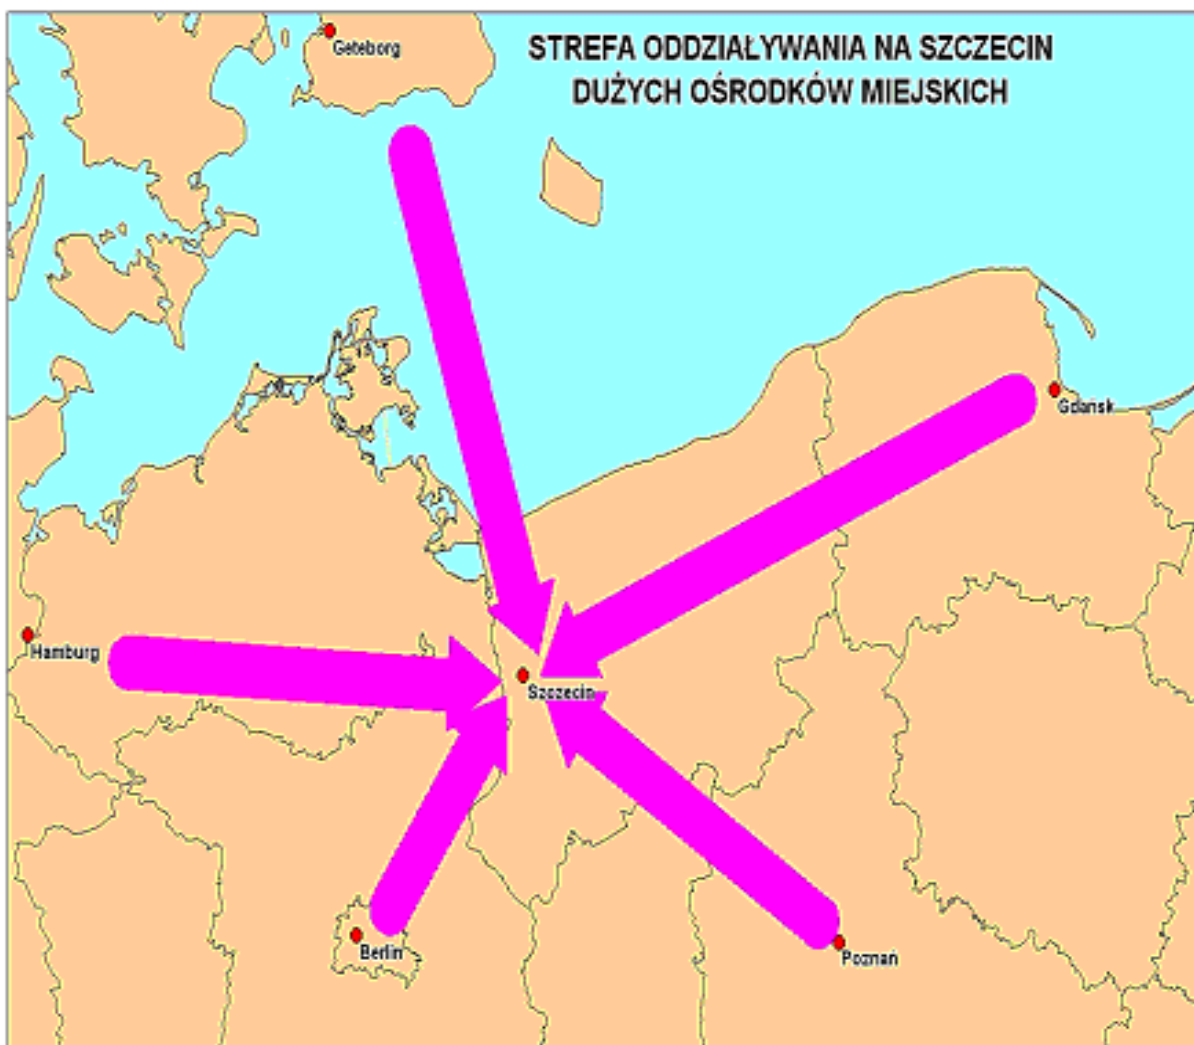 STREFA ODDZIAŁYWANIA NA SZCZECIN
DUŻYCH OŚRODKÓW MIEJSKICH
Geteborg
Gdańsk
Hamburg
Szczecin
Berlin
Poznań